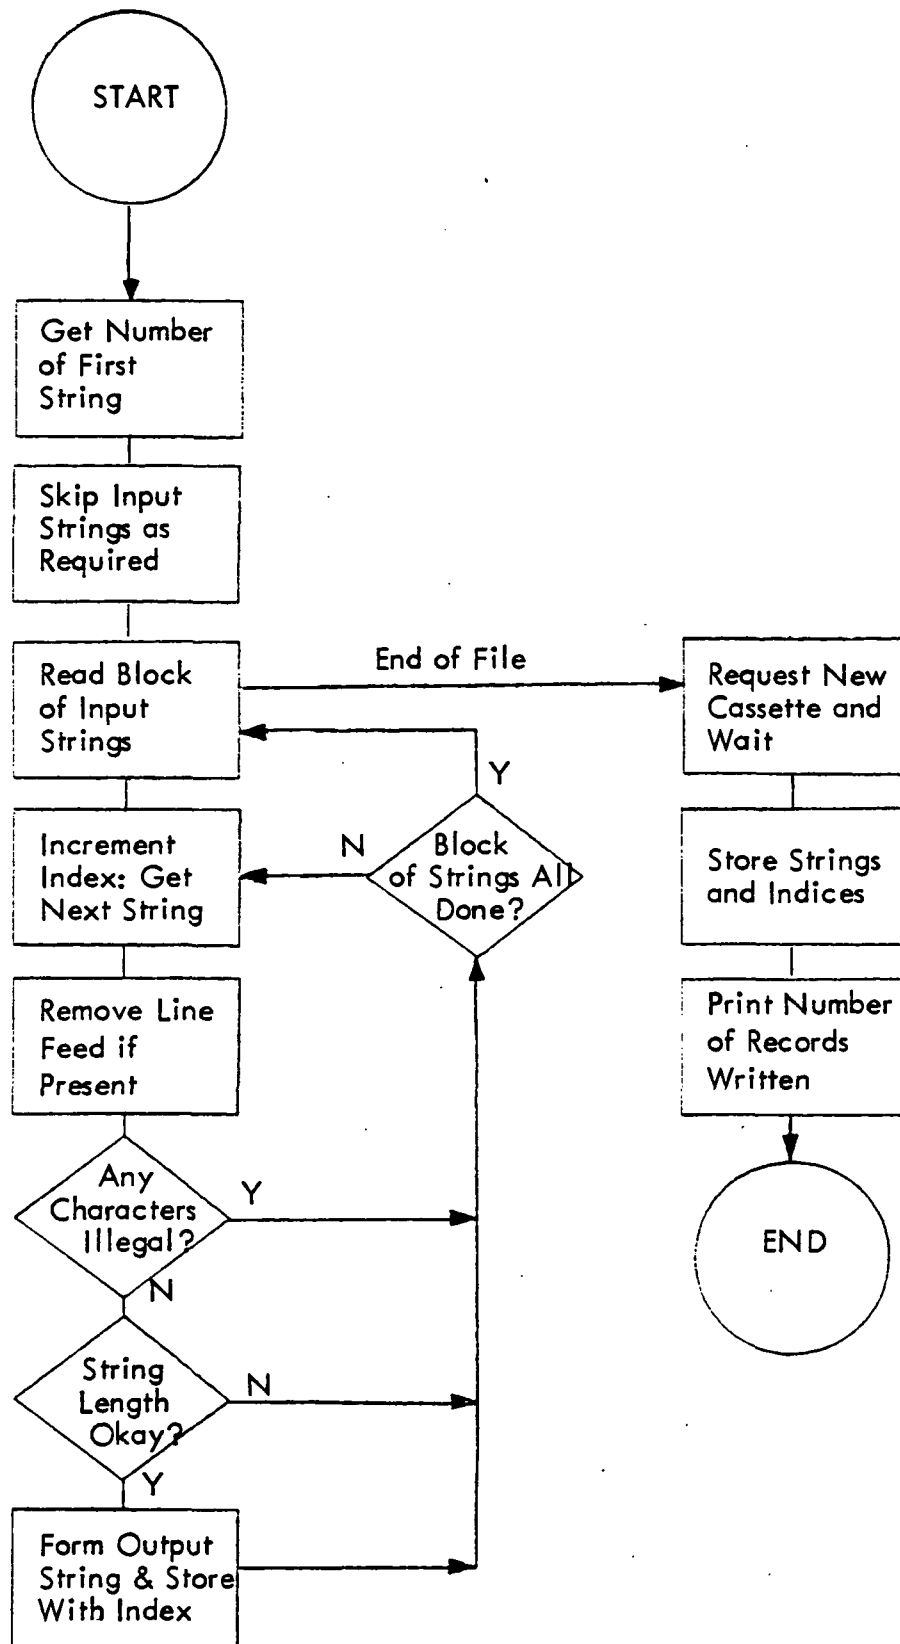 START
Get Number
of First
String
Skip Input
Strings as
Required
Read Block
of Input
Strings
End of File
Request New
Cassette and
Wait
Y
Increment
Index: Get
Next String
N
Block
of Strings All
Done?
Store Strings
and Indices
Remove Line
Feed if
Present
Print Number
of Records
Written
Any
Characters
Illegal?
Y
N
END
String
Length
Okay?
N
Y
Form Output
String & Store
With Index